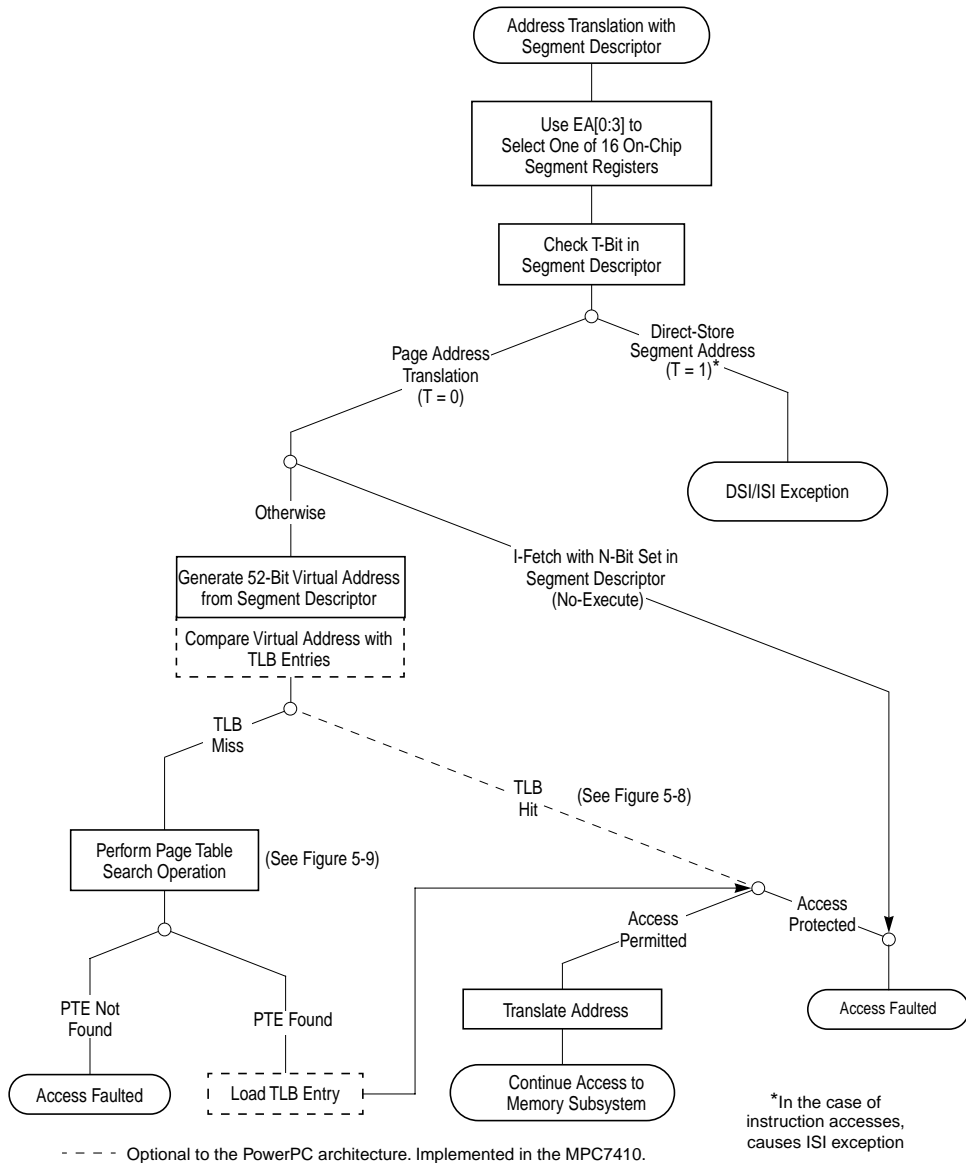 Address Translation with
Segment Descriptor
Use EA[0:3] to
Select One of 16 On-Chip
Segment Registers
Check T-Bit in
Segment Descriptor
Page Address
Translation
(T = 0)
Direct-Store
Segment Address
(T = 1)*
DSI/ISI Exception
Otherwise
I-Fetch with N-Bit Set in
Segment Descriptor
(No-Execute)
Generate 52-Bit Virtual Address
from Segment Descriptor
Compare Virtual Address with
TLB Entries
TLB
Miss
TLB
Hit
(See Figure 5-8)
Perform Page Table
Search Operation
(See Figure 5-9)
Access
Permitted
Access
Protected
PTE Not
Found
PTE Found
Translate Address
Access Faulted
Access Faulted
Load TLB Entry
Continue Access to
Memory Subsystem
*In the case of
instruction accesses,
causes ISI exception
- - - - Optional to the PowerPC architecture. Implemented in the MPC7410.